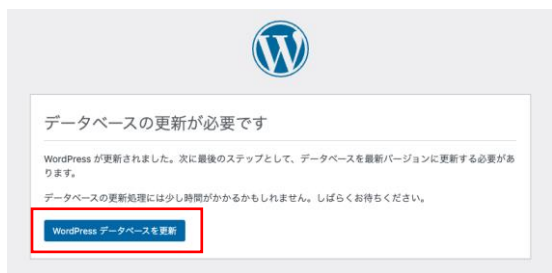 データベースの更新が必要です
WordPress が更新されました。次に最後のステップとして、データベースを最新バージョンに更新する必要があ
ります。
データベースの更新処理には少し時間がかかるかもしれません。しばらくお待ちください。
WordPress データベースを更新